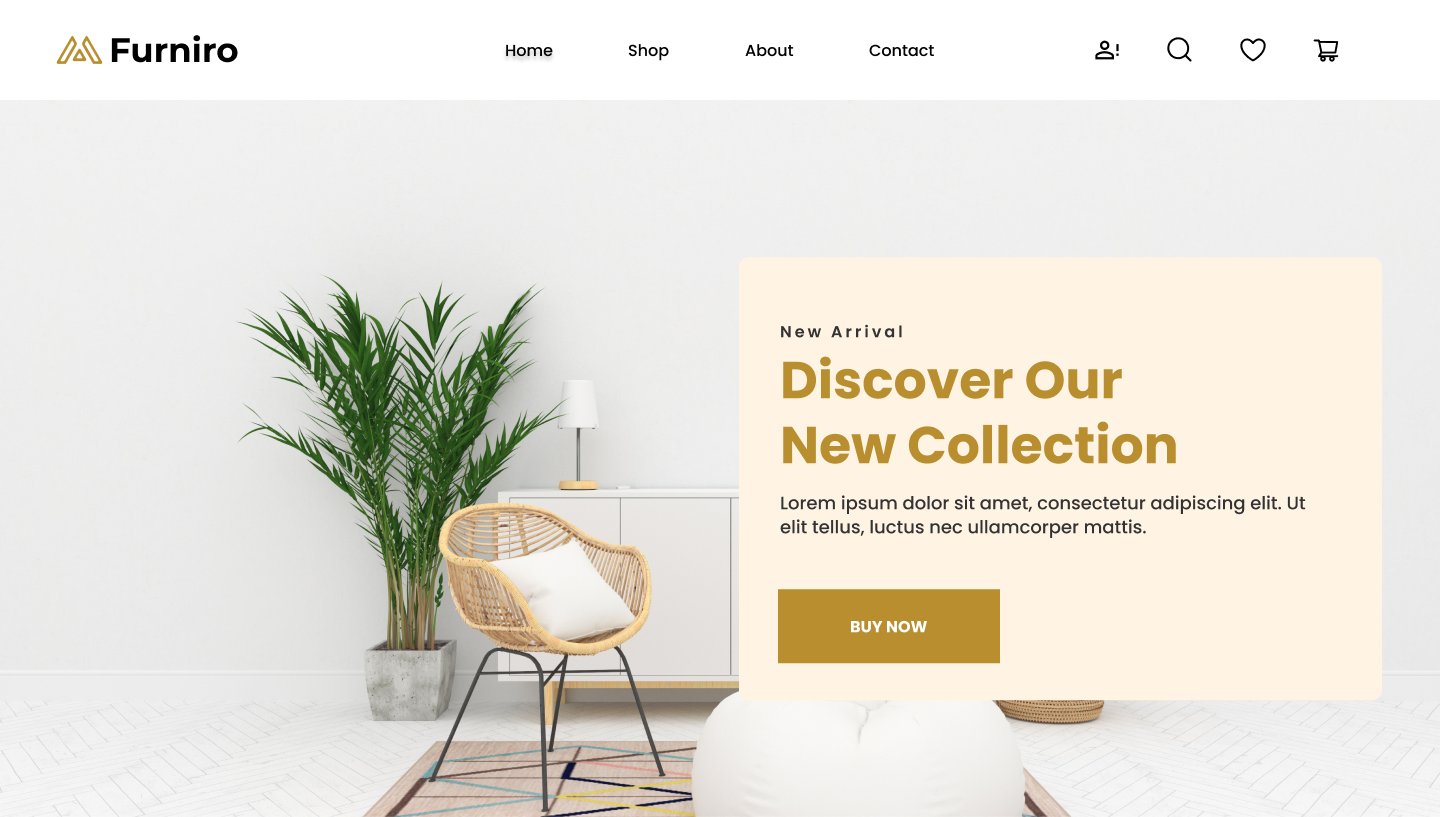 Furniro
Home Shop About Contact
New Arrival
Discover Our
New Collection
Lorem ipsum dolor sit amet, consectetur adipiscing elit. Ut
elit tellus, luctus nec ullamcorper mattis.
BUY NOW